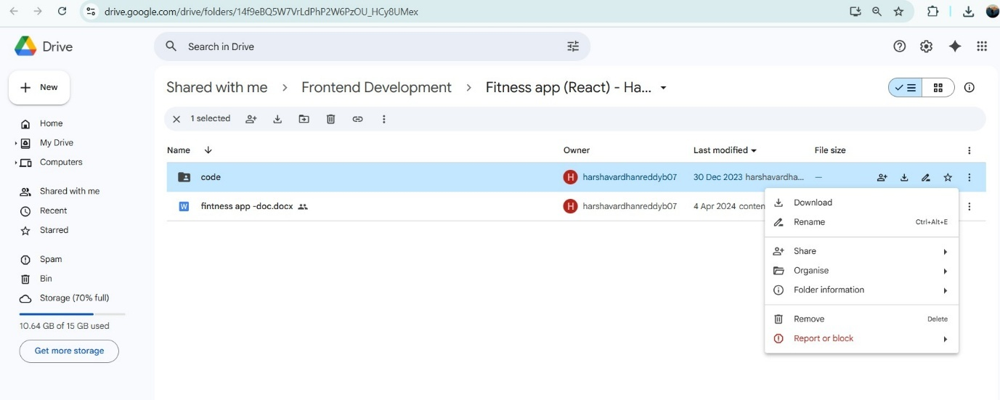 drive.google.com/drive/folders/14f9eBQ5W7VrLdPhP2W6PzOU_HCy8UMex
Drive
Search in Drive
New
Shared with me > Frontend Development > Fitness app (React) - Ha...
1 selected
Home
My Drive
Computers
Shared with me
Recent
Starred
Spam
Bin
Storage (70% full)
10.64 GB of 15 GB used
Get more storage
Name Owner Last modified File size
code H harshavardhanreddyb07 30 Dec 2023 harshavardha... —
W fintness app -doc.docx H harshavardhanreddyb07 4 Apr 2024 conten
Download
Rename Ctrl+Alt+E
Share
Organise
Folder information
Remove Delete
Report or block